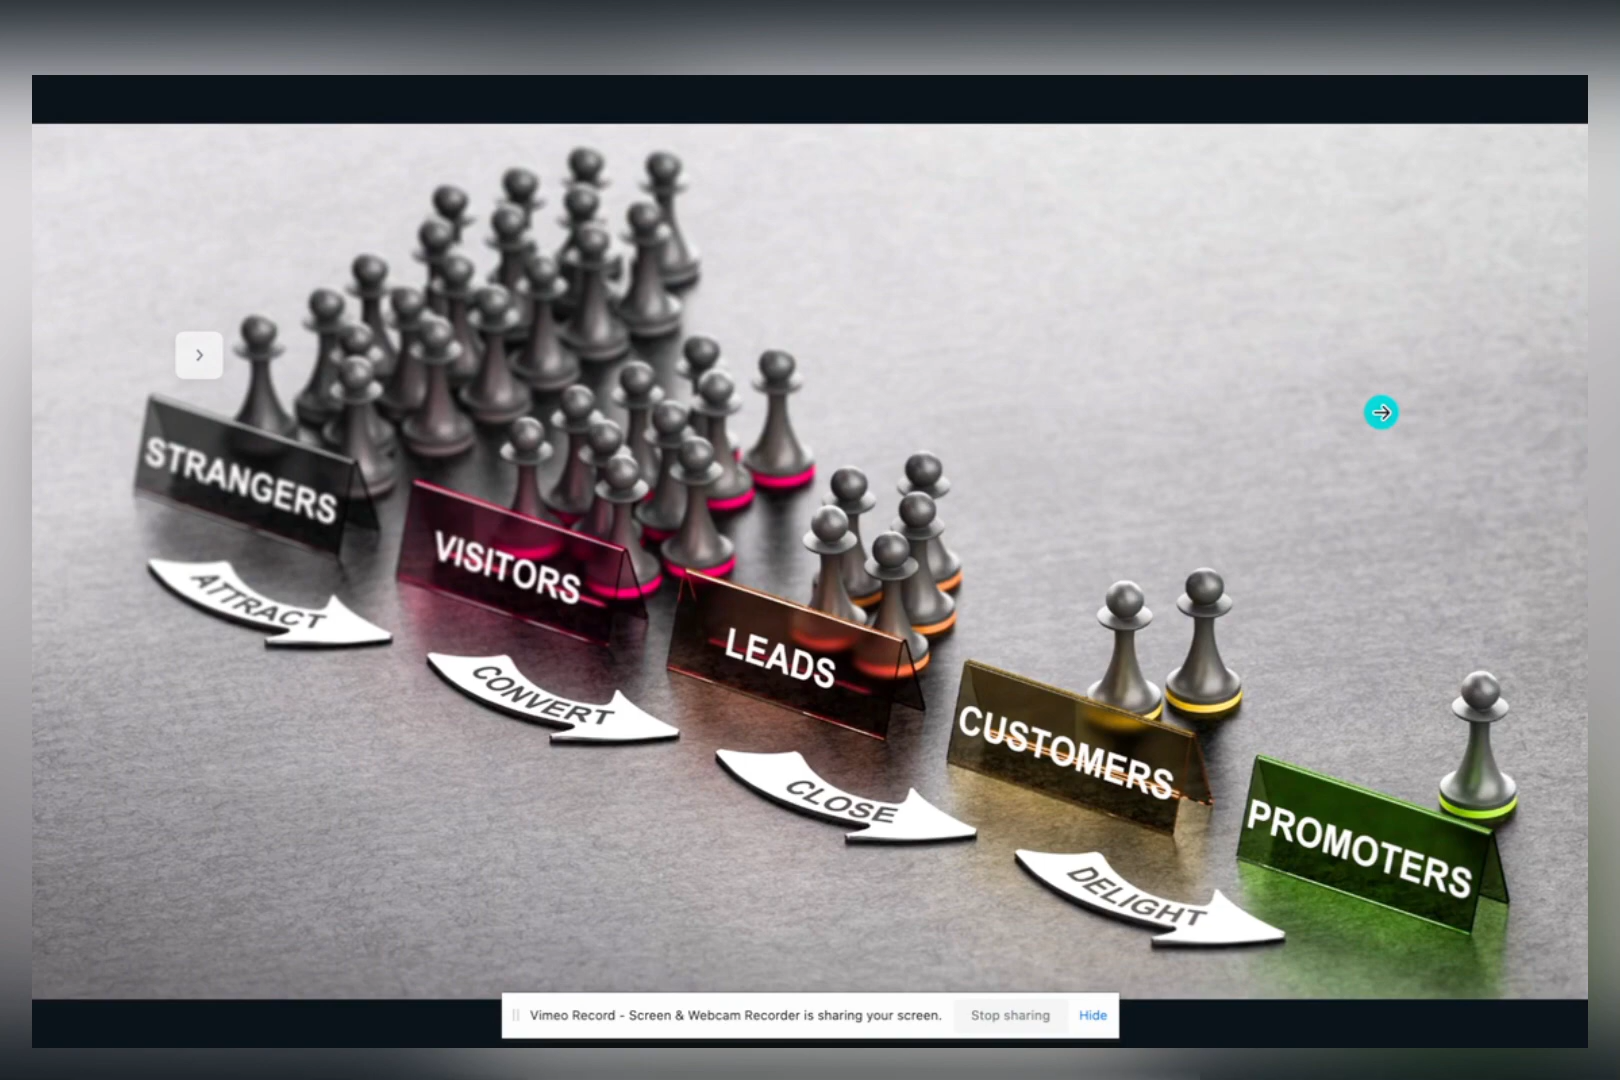 STRANGERS
ATTRACT
VISITORS
CONVERT
LEADS
CLOSE
CUSTOMERS
DELIGHT
PROMOTERS
Vimeo Record - Screen & Webcam Recorder is sharing your screen.
Stop sharing
Hide